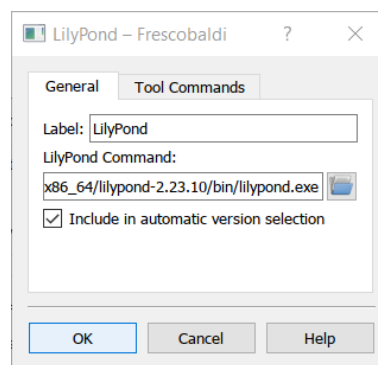 LilyPond – Frescobaldi ?
General Tool Commands
Label: LilyPond
LilyPond Command:
x86_64/lilypond-2.23.10/bin/lilypond.exe
Include in automatic version selection
OK Cancel Help